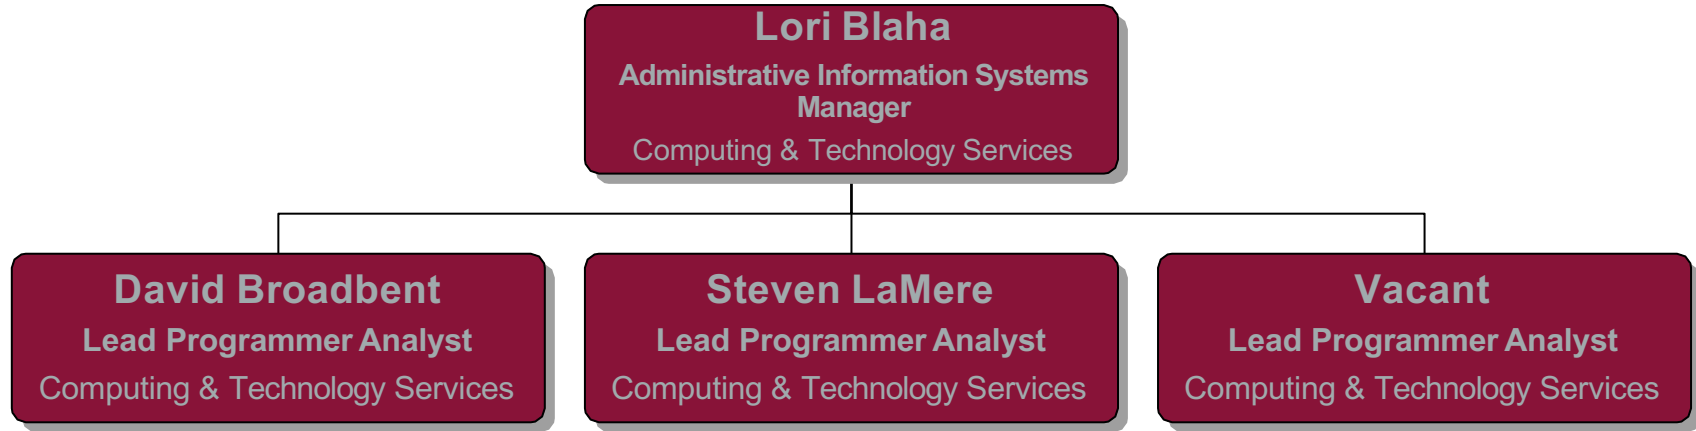 Lori Blaha
Administrative Information Systems
Manager
Computing & Technology Services
David Broadbent
Lead Programmer Analyst
Computing & Technology Services
Steven LaMere
Lead Programmer Analyst
Computing & Technology Services
Vacant
Lead Programmer Analyst
Computing & Technology Services